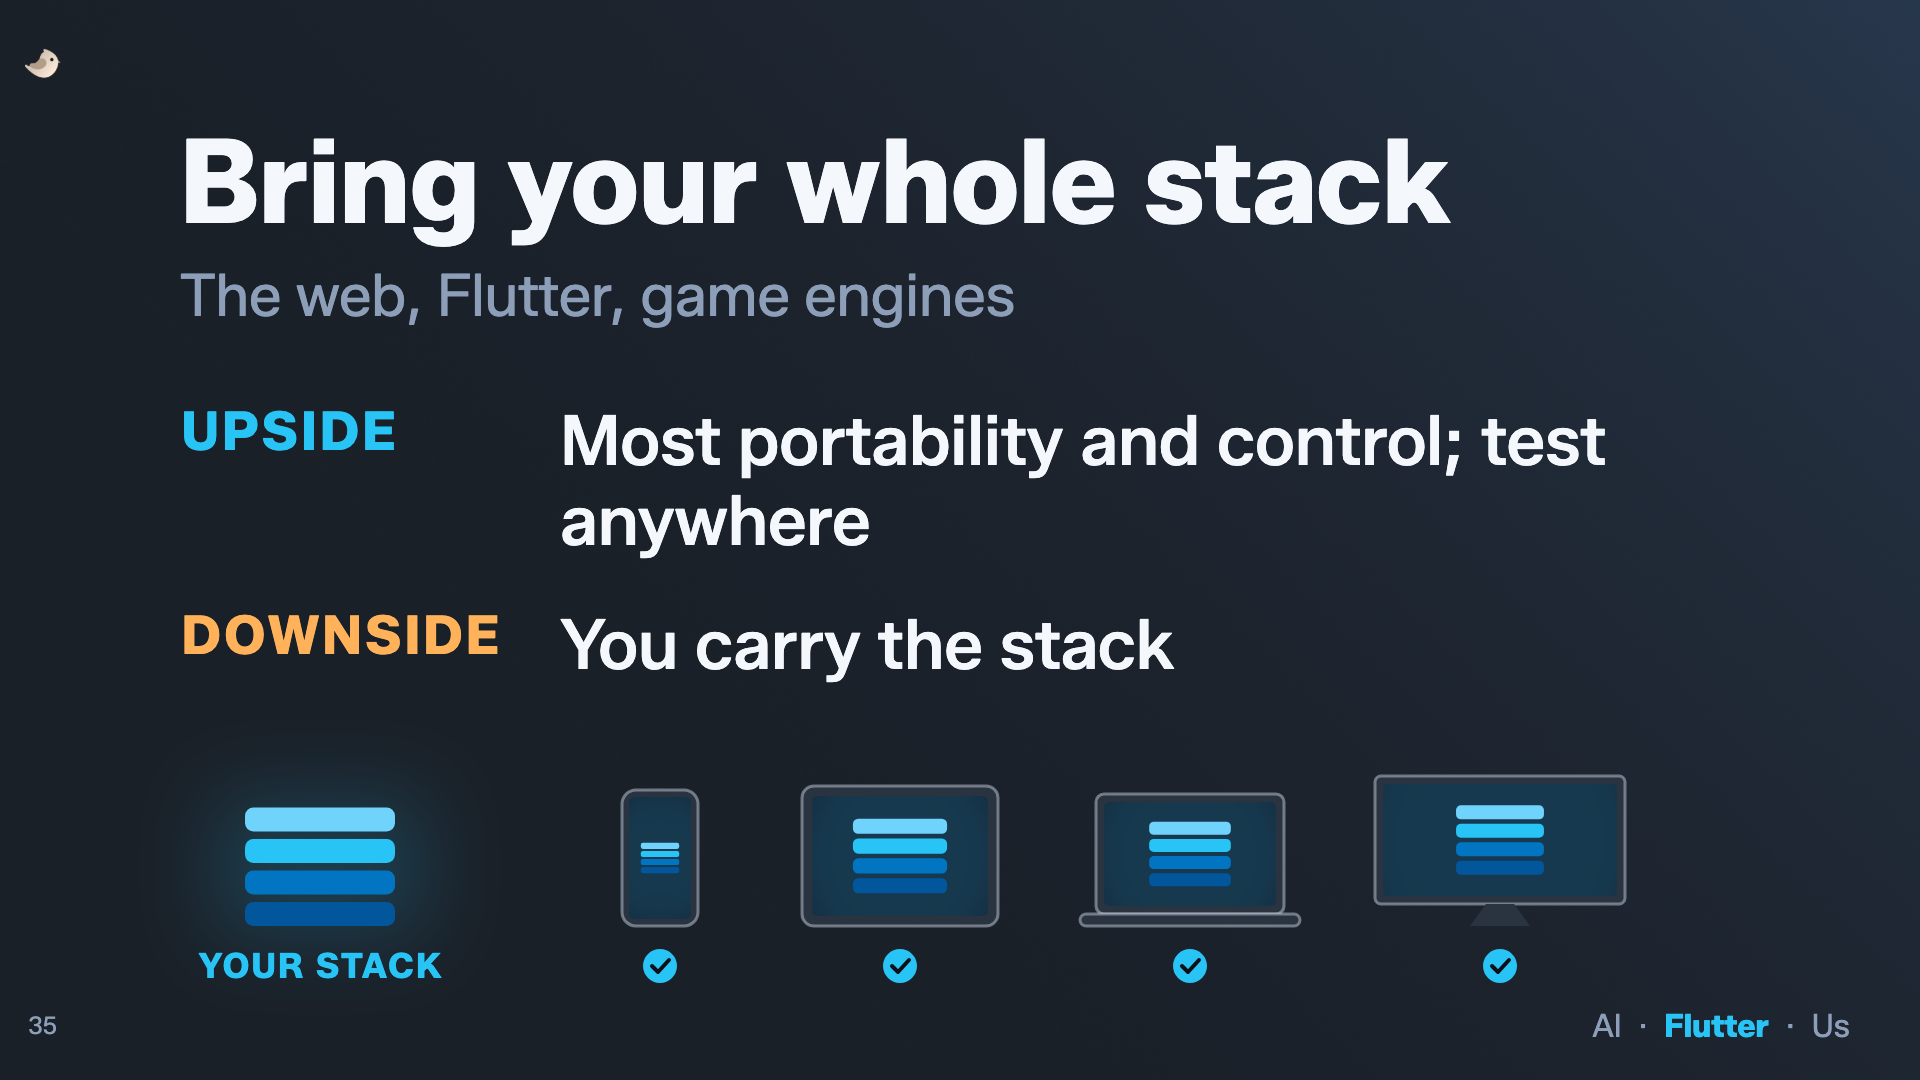 Bring your whole stack
The web, Flutter, game engines
UPSIDE
Most portability and control; test
anywhere
DOWNSIDE
You carry the stack
YOUR STACK
35
AI · Flutter · Us